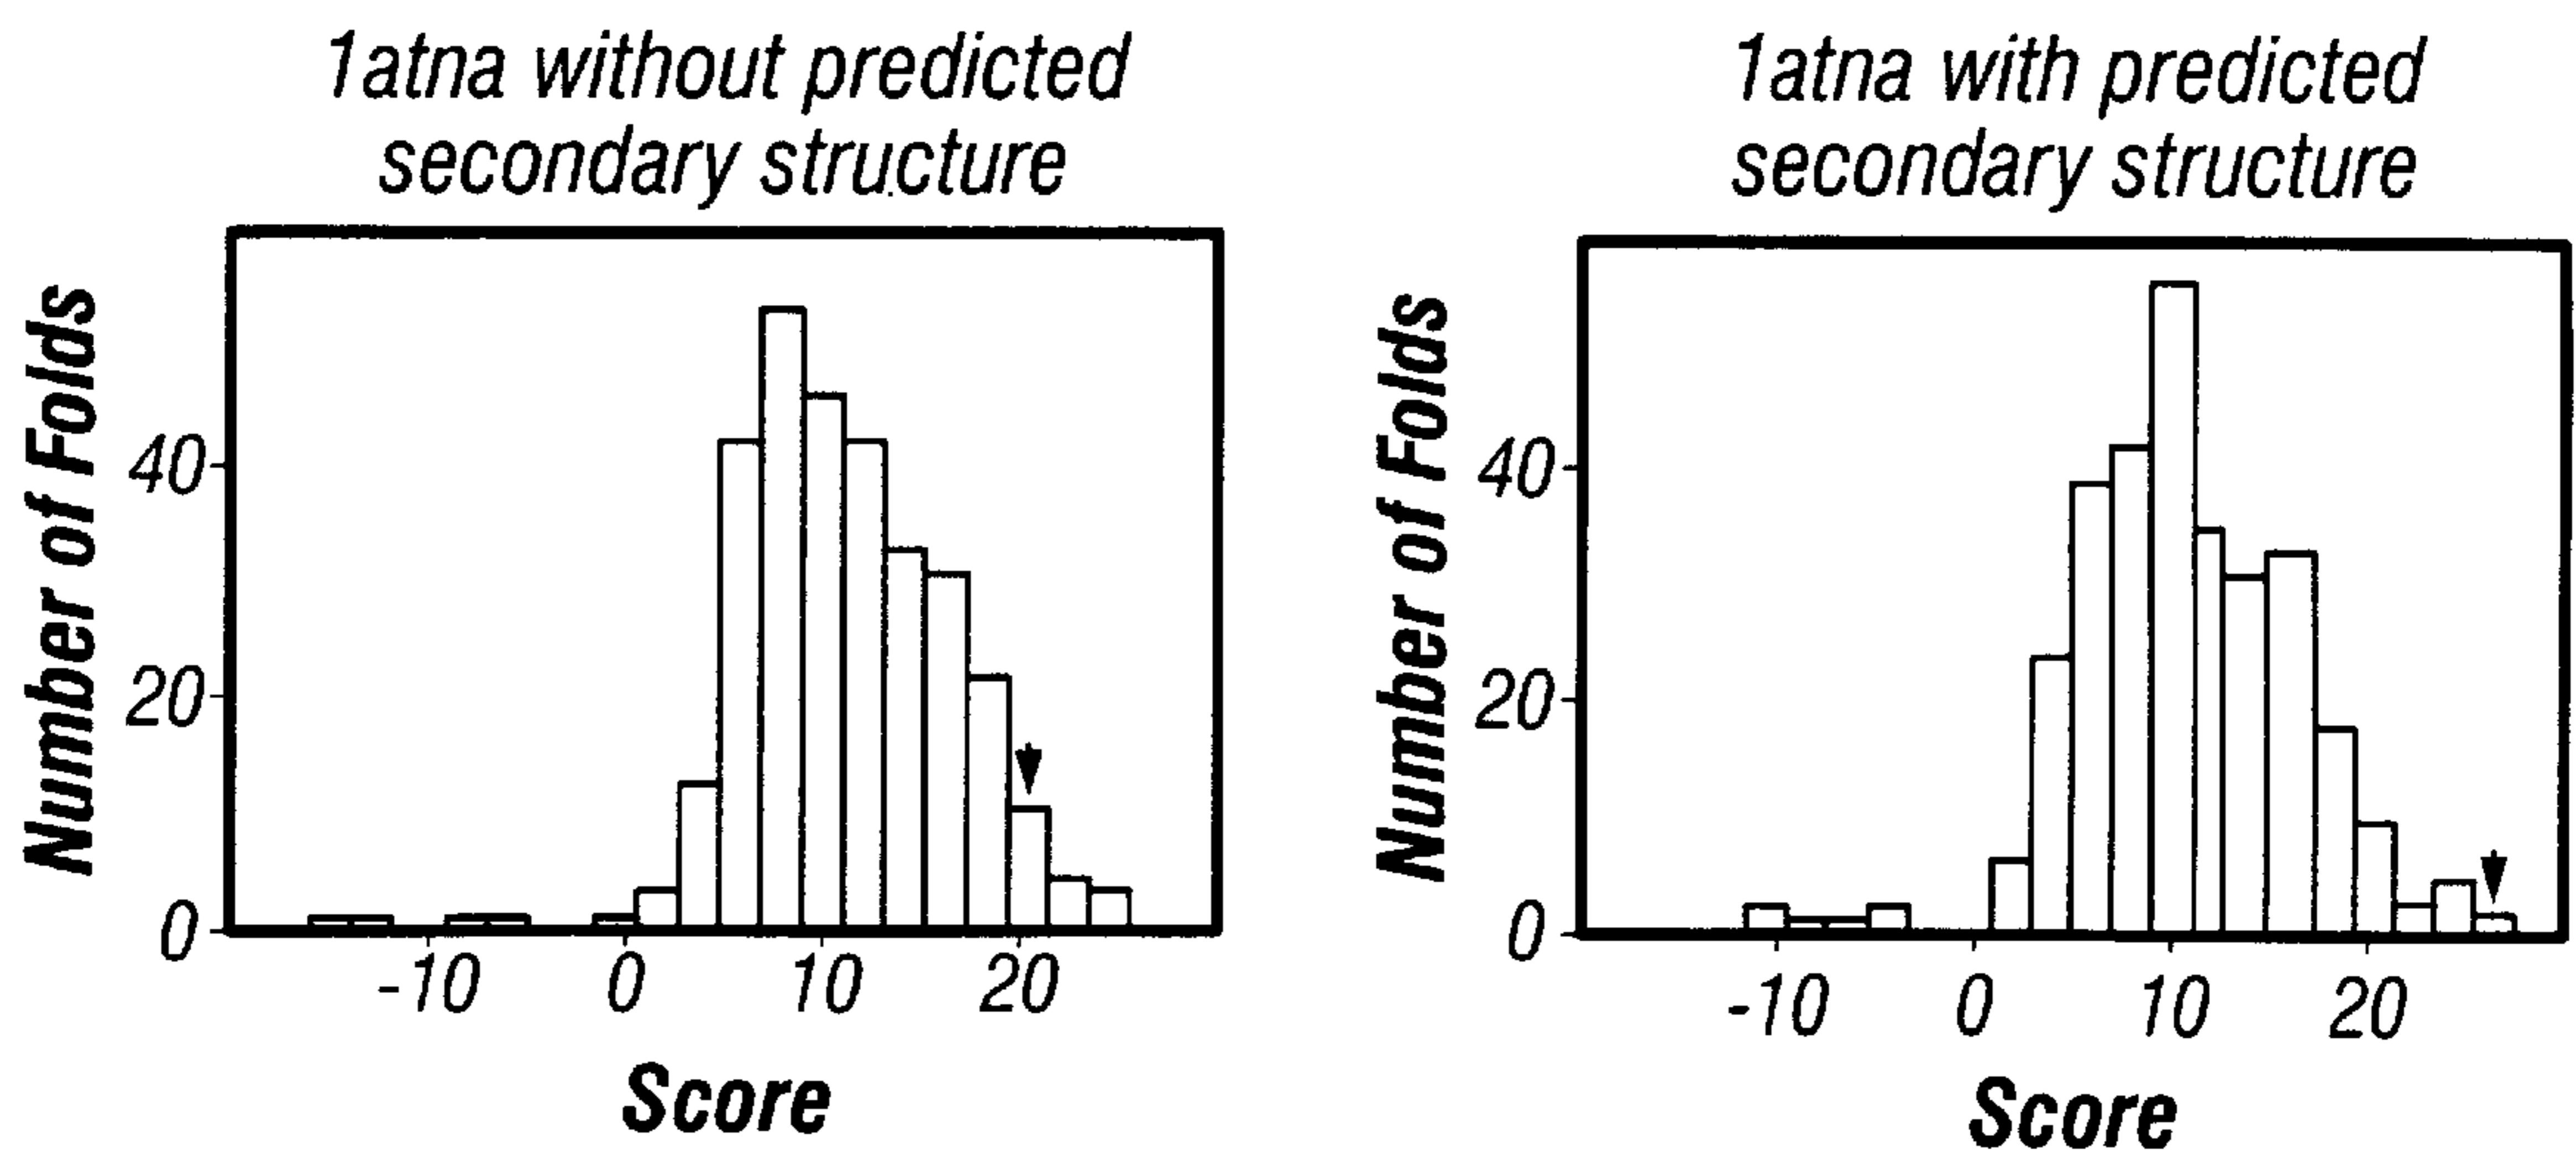 1atna without predicted
secondary structure
Number of Folds
40
20
0
-10 0 10 20
Score
1atna with predicted
secondary structure
Number of Folds
40
20
0
-10 0 10 20
Score